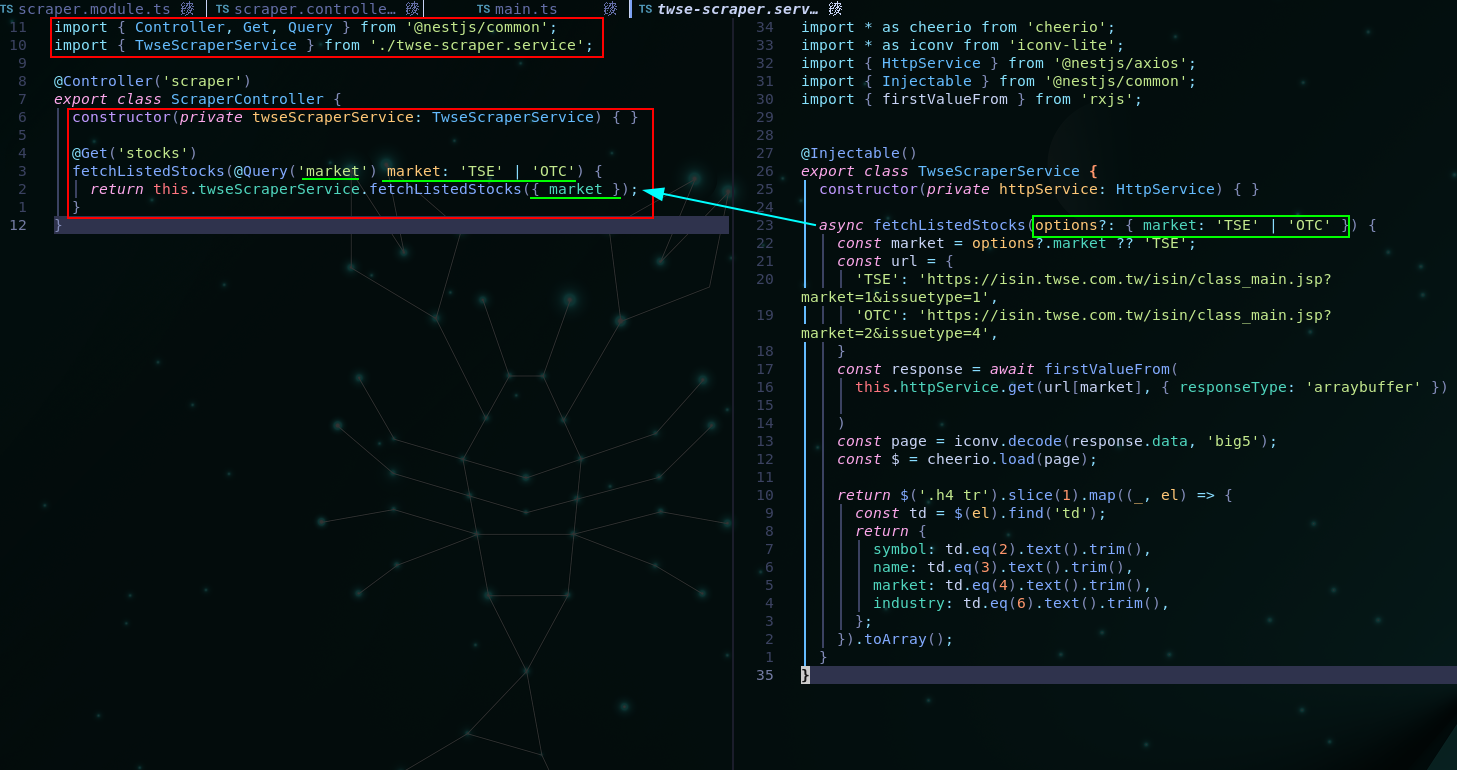 TS scraper.module.ts
TS scraper.controlle…
TS main.ts
TS twse-scraper.serv…
11 import { Controller, Get, Query } from '@nestjs/common';
10 import { TwseScraperService } from './twse-scraper.service';
9
8 @Controller('scraper')
7 export class ScraperController {
6 constructor(private twseScraperService: TwseScraperService) { }
5
4 @Get('stocks')
3 fetchListedStocks(@Query('market') market: 'TSE' | 'OTC') {
2 return this.twseScraperService.fetchListedStocks({ market });
1 }
12 }
34 import * as cheerio from 'cheerio';
33 import * as iconv from 'iconv-lite';
32 import { HttpService } from '@nestjs/axios';
31 import { Injectable } from '@nestjs/common';
30 import { firstValueFrom } from 'rxjs';
29
28
27 @Injectable()
26 export class TwseScraperService {
25 constructor(private httpService: HttpService) { }
24
23 async fetchListedStocks(options?: { market: 'TSE' | 'OTC' }) {
22 const market = options?.market ?? 'TSE';
21 const url = {
20 'TSE': 'https://isin.twse.com.tw/isin/class_main.jsp?
market=1&issuetype=1',
19 'OTC': 'https://isin.twse.com.tw/isin/class_main.jsp?
market=2&issuetype=4',
18 }
17 const response = await firstValueFrom(
16 this.httpService.get(url[market], { responseType: 'arraybuffer' })
15
14 )
13 const page = iconv.decode(response.data, 'big5');
12 const $ = cheerio.load(page);
11
10 return $('.h4 tr').slice(1).map((_, el) => {
9 const td = $(el).find('td');
8 return {
7 symbol: td.eq(2).text().trim(),
6 name: td.eq(3).text().trim(),
5 market: td.eq(4).text().trim(),
4 industry: td.eq(6).text().trim(),
3 };
2 }).toArray();
1 }
35 }